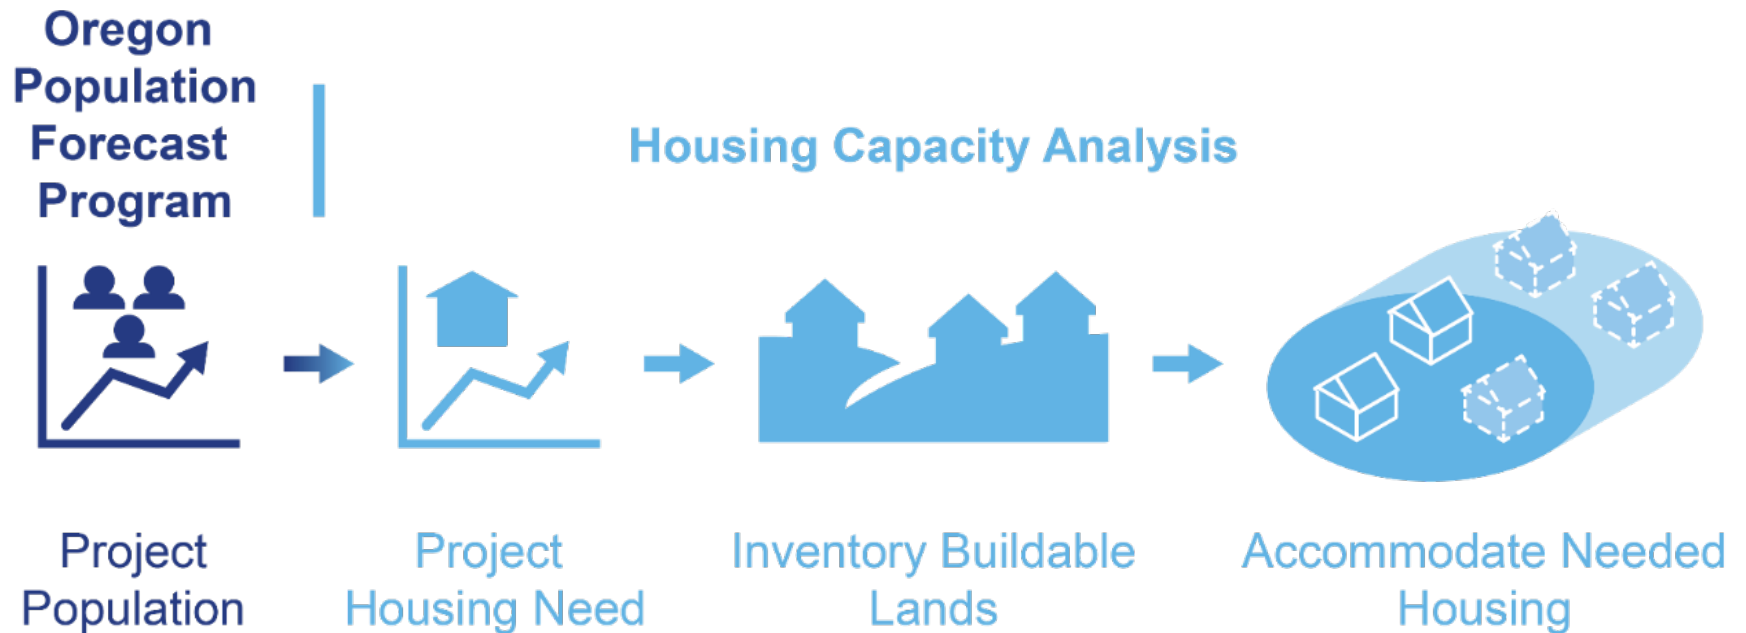 Oregon
Population
Forecast
Program
Housing Capacity Analysis
Project
Population
Project
Housing Need
Inventory Buildable
Lands
Accommodate Needed
Housing